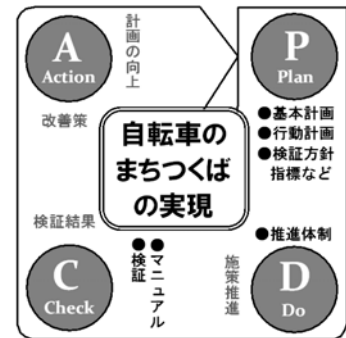 A
Action
計画の向上
P
Plan
改善策
●基本計画
●行動計画
●検証方針
指標など
自転車の
まちつくば
の実現
検証結果
●マニュアル
●検証
●推進体制
施策推進
C
Check
D
Do